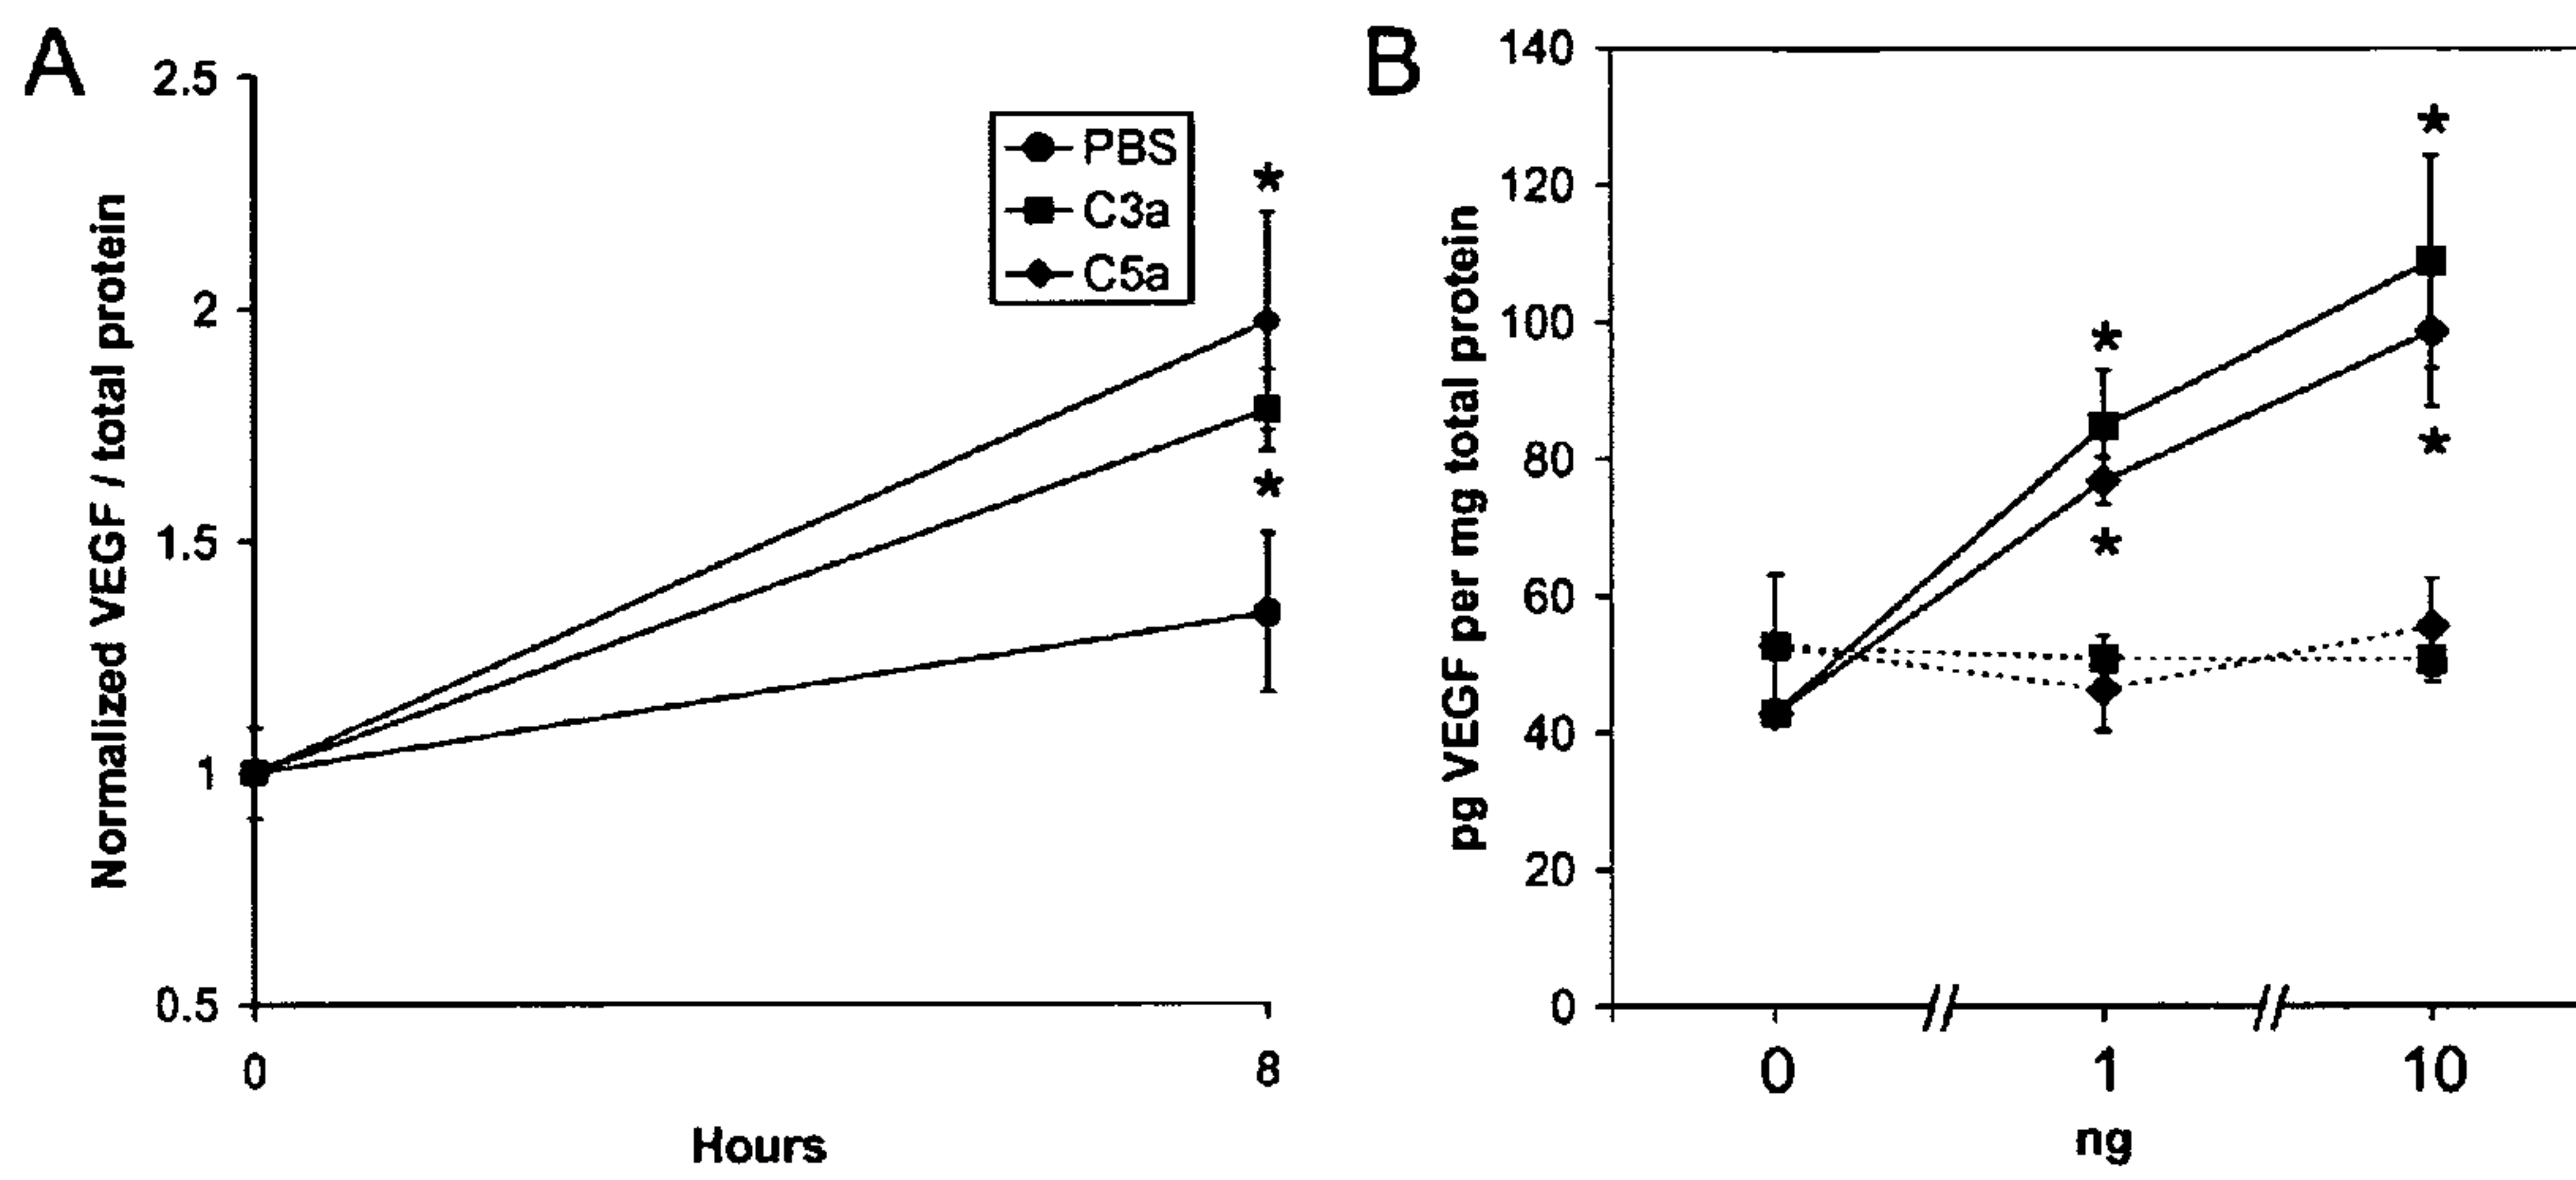 A
2.5
2
1.5
1
0.5
Normalized VEGF / total protein
PBS
C3a
C5a
*
*
0
8
Hours
B
140
120
100
80
60
40
20
0
pg VEGF per mg total protein
*
*
*
*
0
1
10
ng